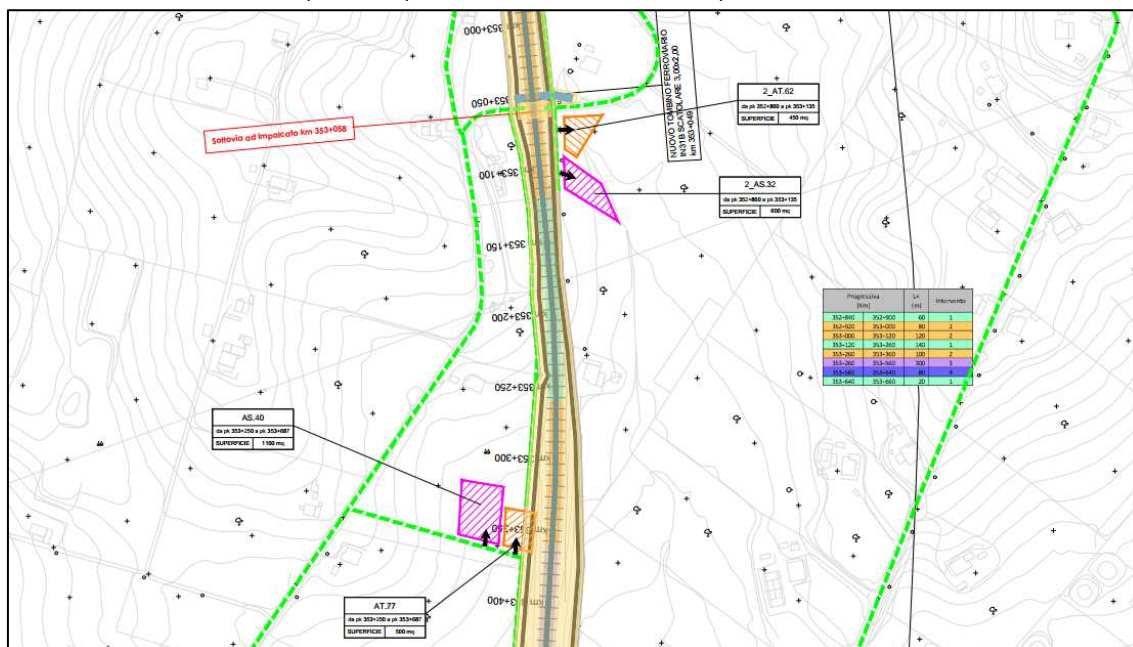 353+000
353+050
Sottovia ad impalcato km 353+058
NUOVO TOMBINO FERROVIARIO
IN31B SCATOLARE 3,00x2,00
km 353+049
2_AT.62
da pk 352+860 a pk 353+135
SUPERFICIE 450 mq
353+100
2_AS.32
da pk 352+860 a pk 353+135
SUPERFICIE 600 mq
353+150
353+200
Progressiva L= Intervento
[Km] (m)
352+840 352+900 60 1
352+920 353+000 80 2
353+000 353+120 120 2
353+120 353+260 140 1
353+260 353+360 100 2
353+260 353+560 300 3
353+560 353+640 80 4
353+640 353+660 20 1
353+250
AS.40
da pk 353+250 a pk 353+687
SUPERFICIE 1100 mq
353+300
3+400
AT.77
da pk 353+250 a pk 353+687
SUPERFICIE 500 mq